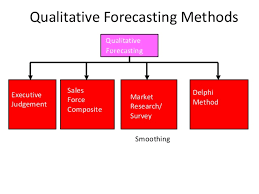 Qualitative Forecasting Methods
Qualitative
Forecasting
Executive
Judgement
Sales
Force
Composite
Market
Research/
Survey
Delphi
Method
Smoothing